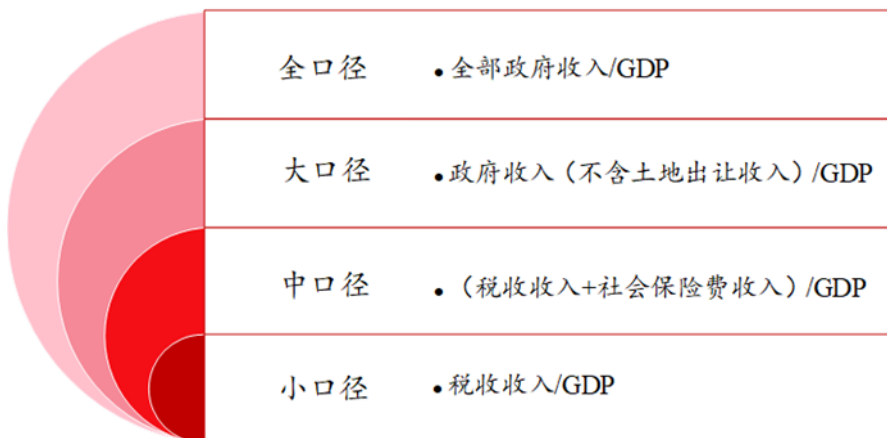 全口径 • 全部政府收入/GDP
大口径 • 政府收入（不含土地出让收入）/GDP
中口径 • （税收收入+社会保险费收入）/GDP
小口径 • 税收收入/GDP